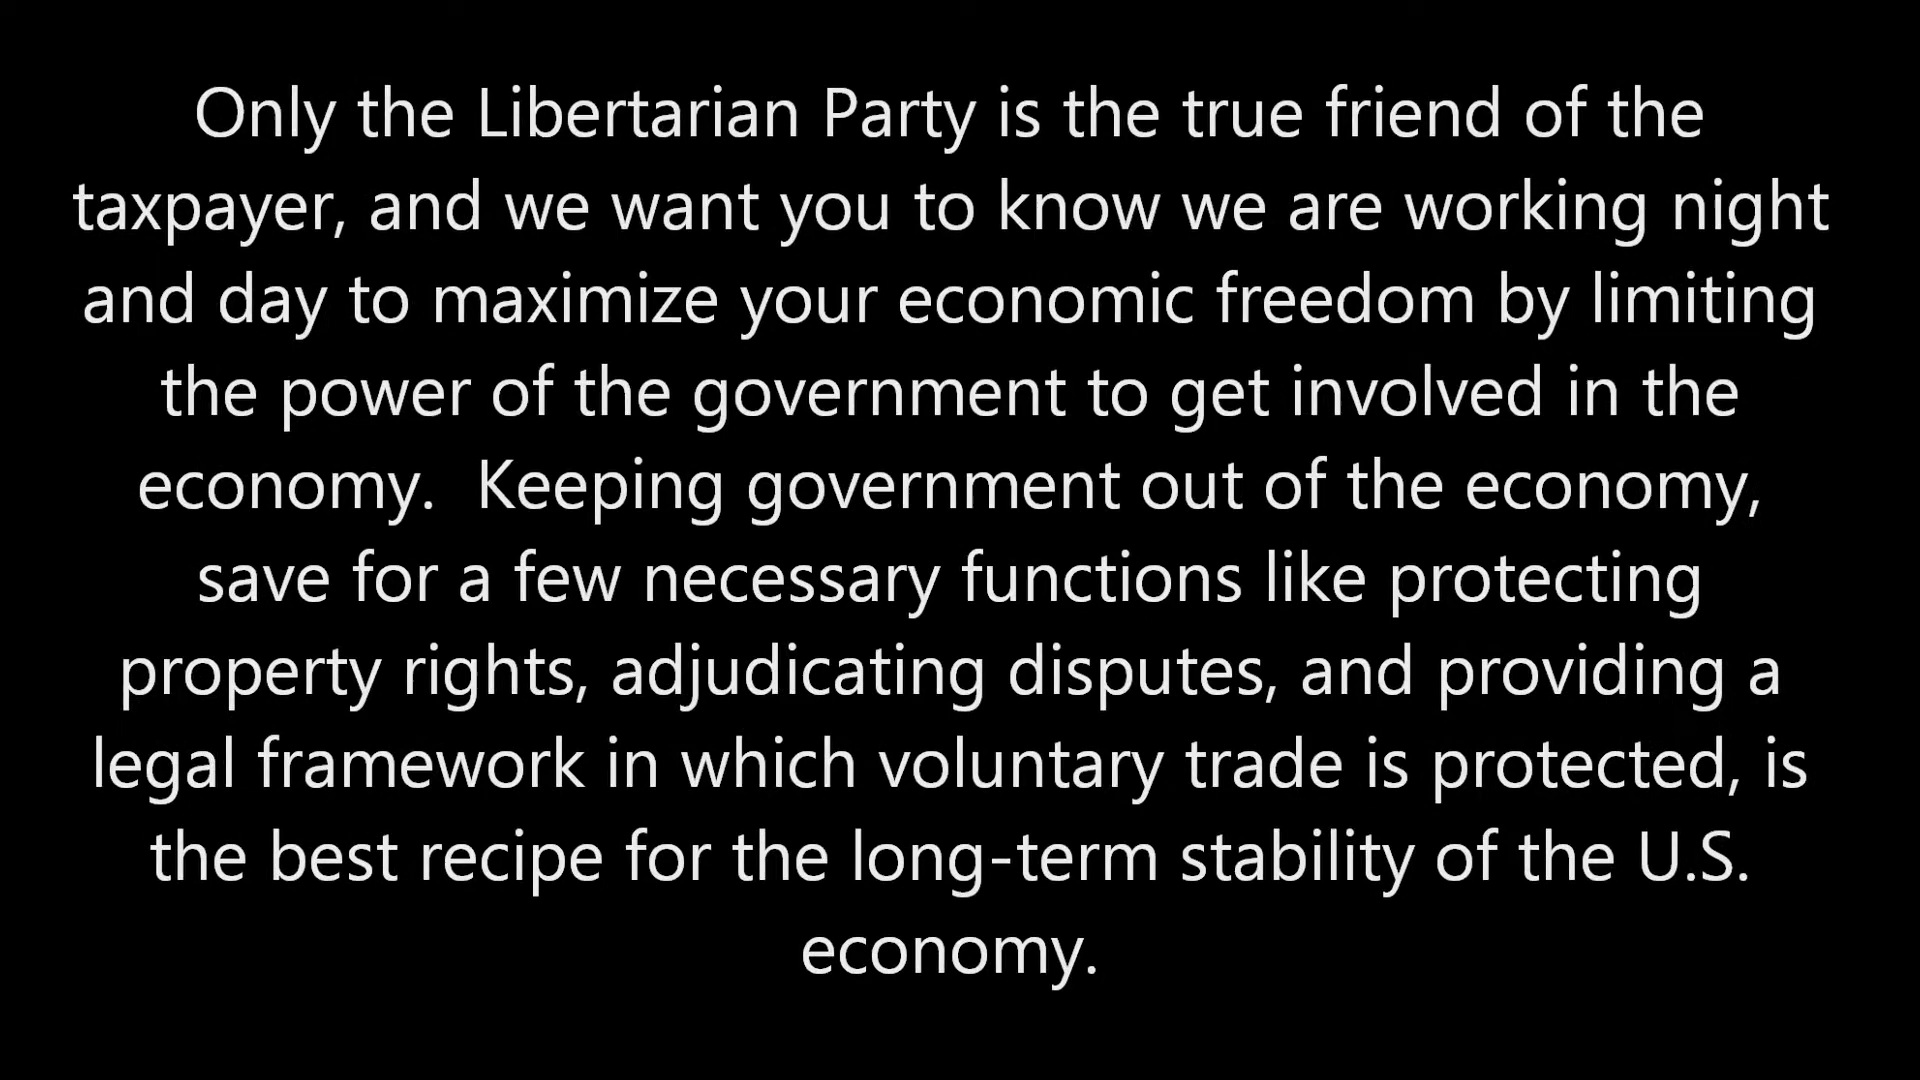 Only the Libertarian Party is the true friend of the
taxpayer, and we want you to know we are working night
and day to maximize your economic freedom by limiting
the power of the government to get involved in the
economy.  Keeping government out of the economy,
save for a few necessary functions like protecting
property rights, adjudicating disputes, and providing a
legal framework in which voluntary trade is protected, is
the best recipe for the long-term stability of the U.S.
economy.